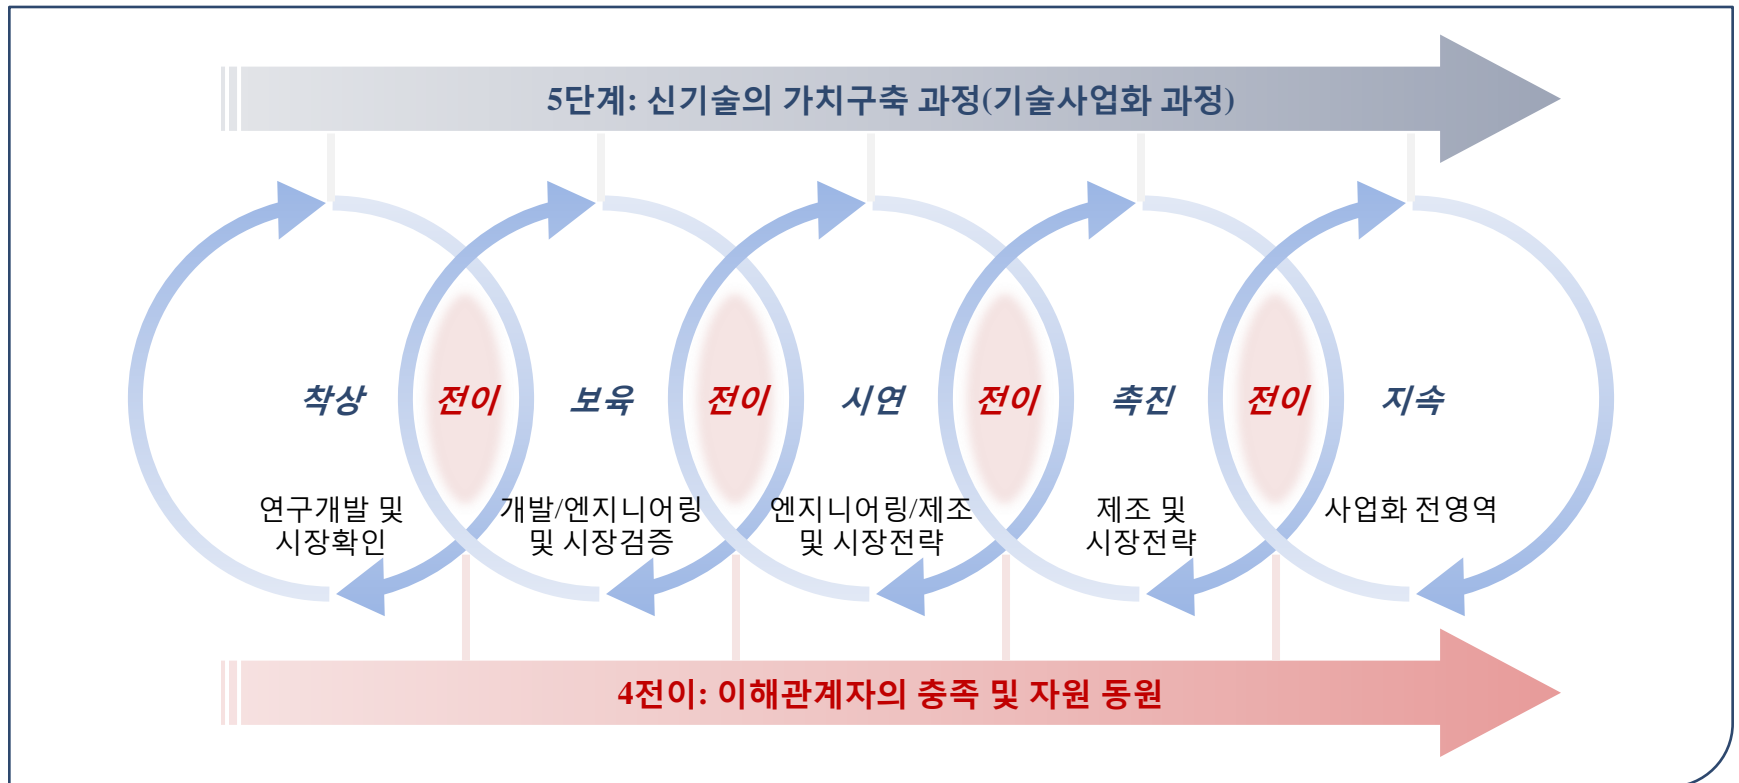 5단계: 신기술의 가치구축 과정(기술사업화 과정)
착상
전이
보육
전이
시연
전이
촉진
전이
지속
연구개발 및
시장확인
개발/엔지니어링
및 시장검증
엔지니어링/제조
및 시장전략
제조 및
시장전략
사업화 전영역
4전이: 이해관계자의 충족 및 자원 동원